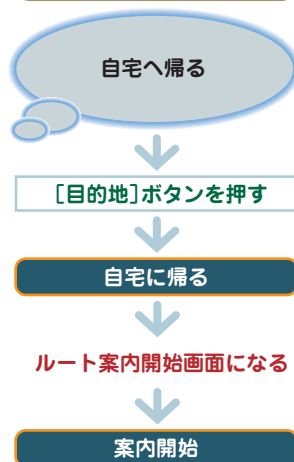 自宅へ帰る
［目的地］ボタンを押す
自宅に帰る
ルート案内開始画面になる
案内開始